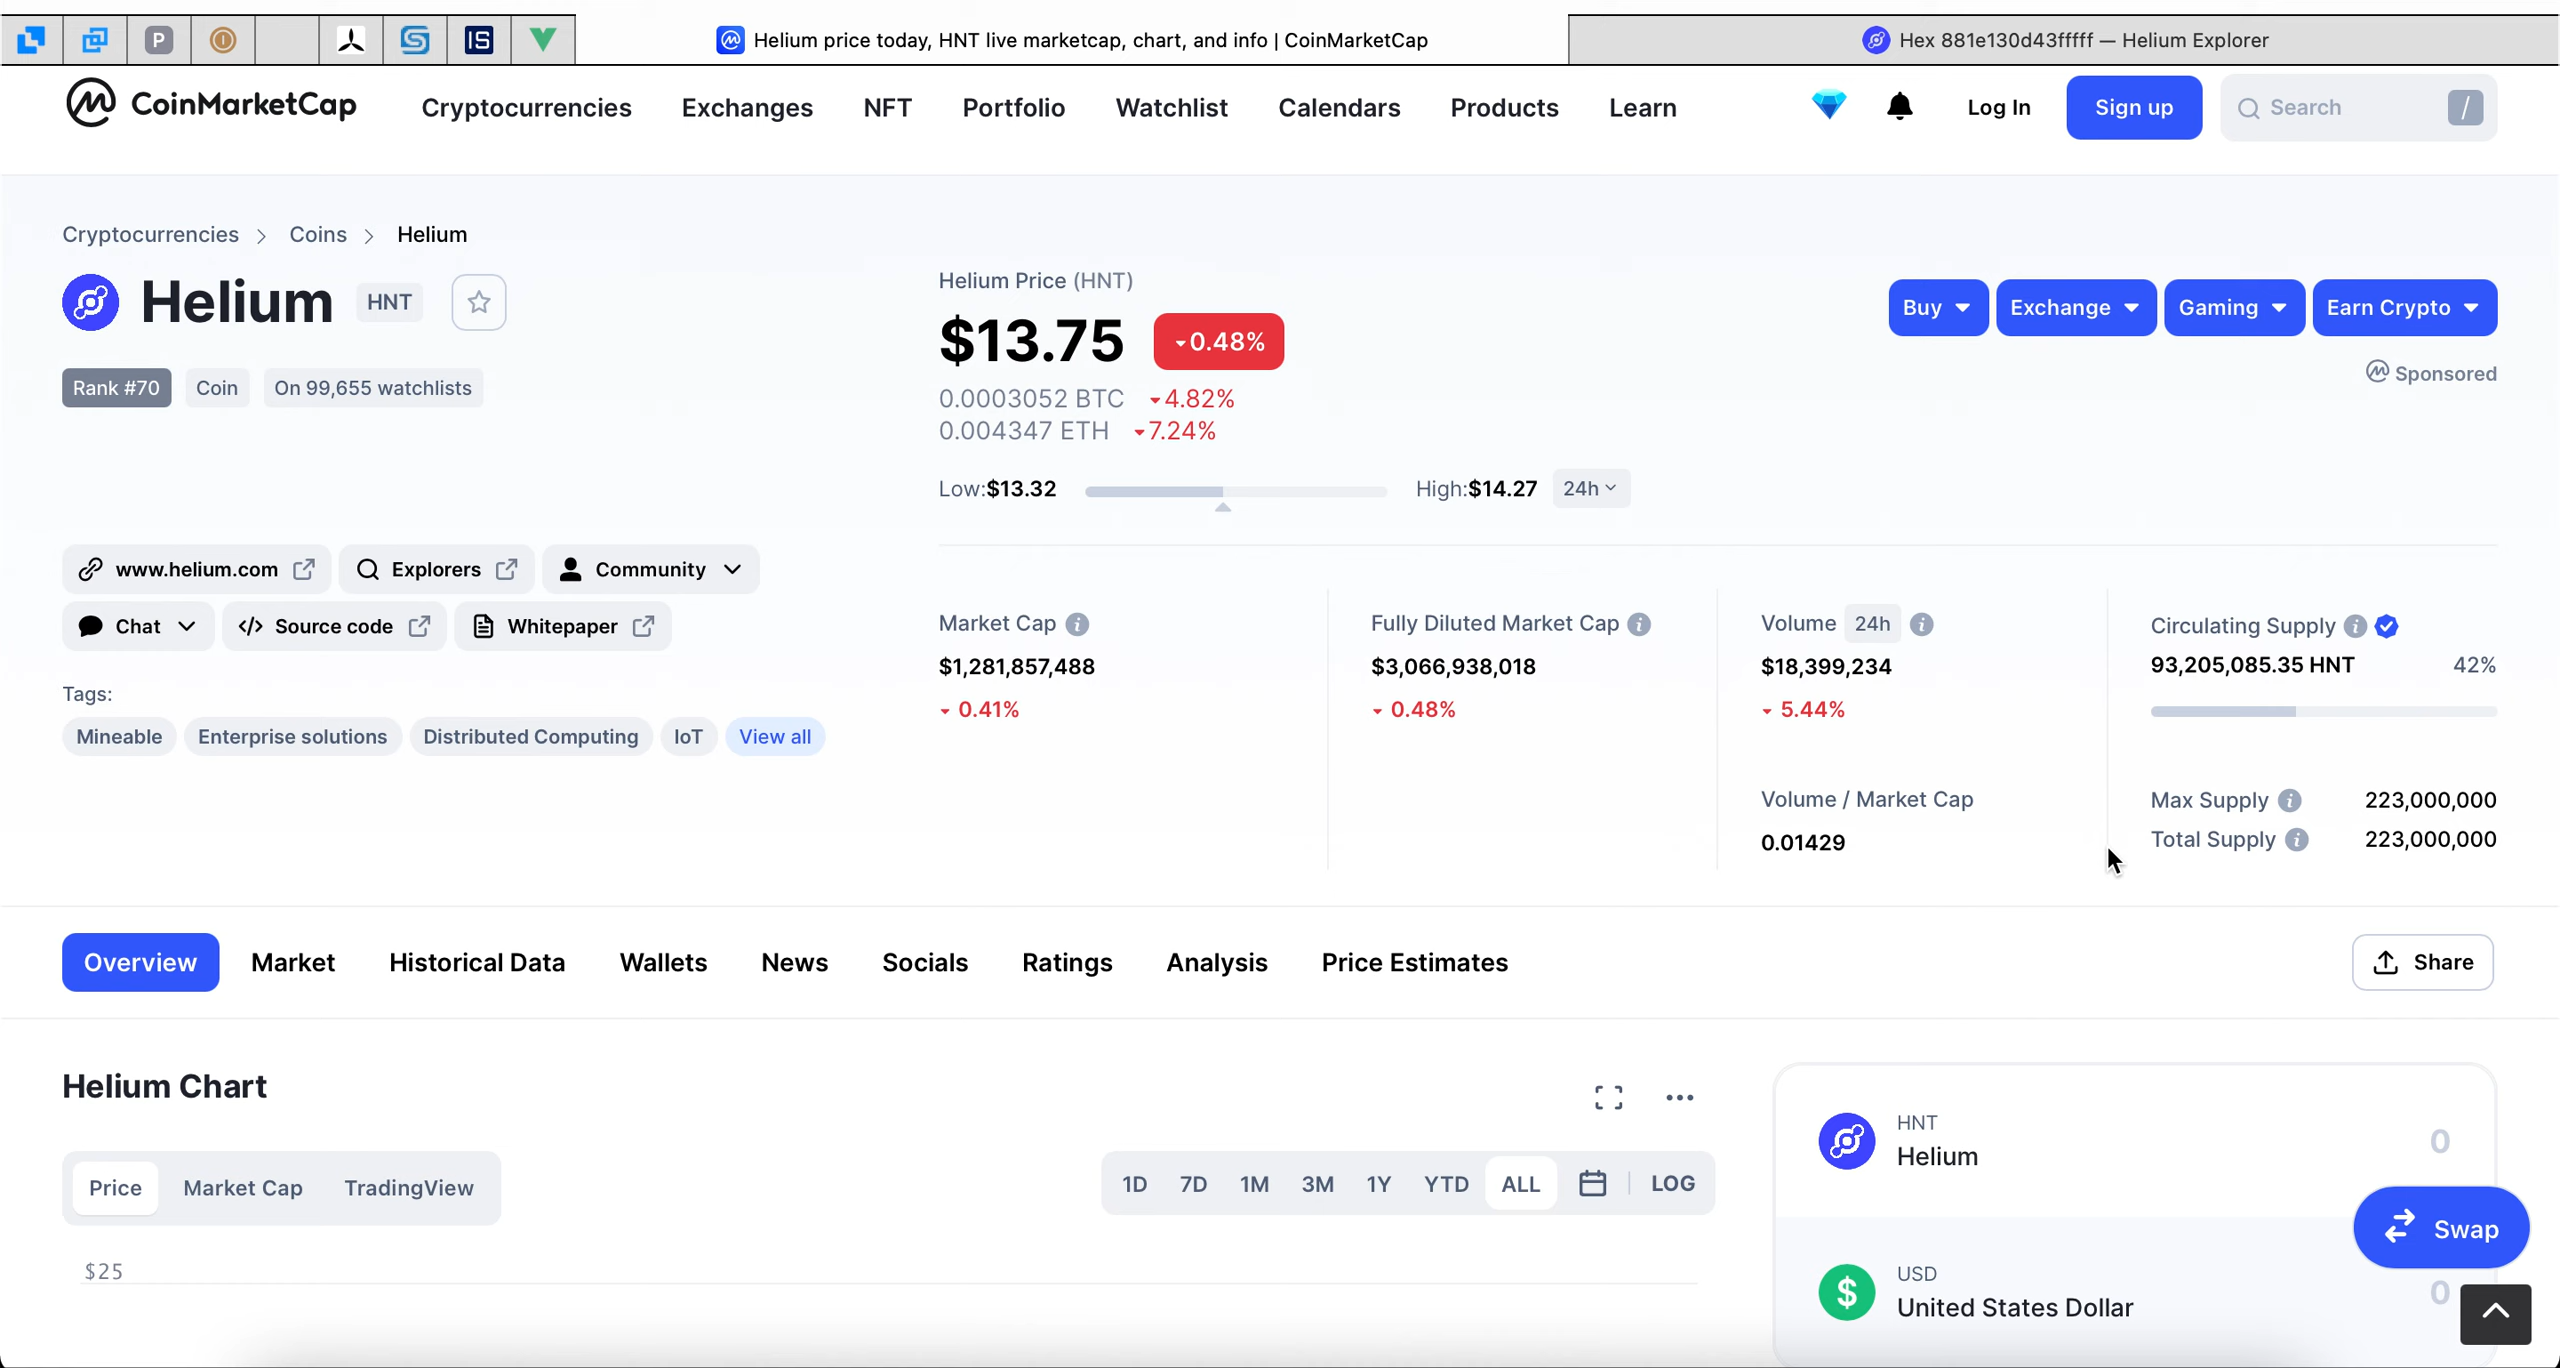 P
IS
Helium price today, HNT live marketcap, chart, and info | CoinMarketCap
Hex 881e130d43fffff — Helium Explorer
CoinMarketCap
Cryptocurrencies
Exchanges
NFT
Portfolio
Watchlist
Calendars
Products
Learn
Log In
Sign up
Search
/
Cryptocurrencies > Coins > Helium
Helium HNT
Rank #70
Coin
On 99,655 watchlists
Helium Price (HNT)
$13.75
0.48%
0.0003052 BTC 4.82%
0.004347 ETH 7.24%
Low:$13.32
High:$14.27
24h
Buy
Exchange
Gaming
Earn Crypto
Sponsored
www.helium.com
Explorers
Community
Chat
Source code
Whitepaper
Tags:
Mineable
Enterprise solutions
Distributed Computing
IoT
View all
Market Cap
$1,281,857,488
0.41%
Fully Diluted Market Cap
$3,066,938,018
0.48%
Volume 24h
$18,399,234
5.44%
Volume / Market Cap
0.01429
Circulating Supply
93,205,085.35 HNT 42%
Max Supply 223,000,000
Total Supply 223,000,000
Overview
Market
Historical Data
Wallets
News
Socials
Ratings
Analysis
Price Estimates
Share
Helium Chart
Price
Market Cap
TradingView
1D
7D
1M
3M
1Y
YTD
ALL
LOG
$25
HNT
Helium
0
Swap
USD
United States Dollar
0